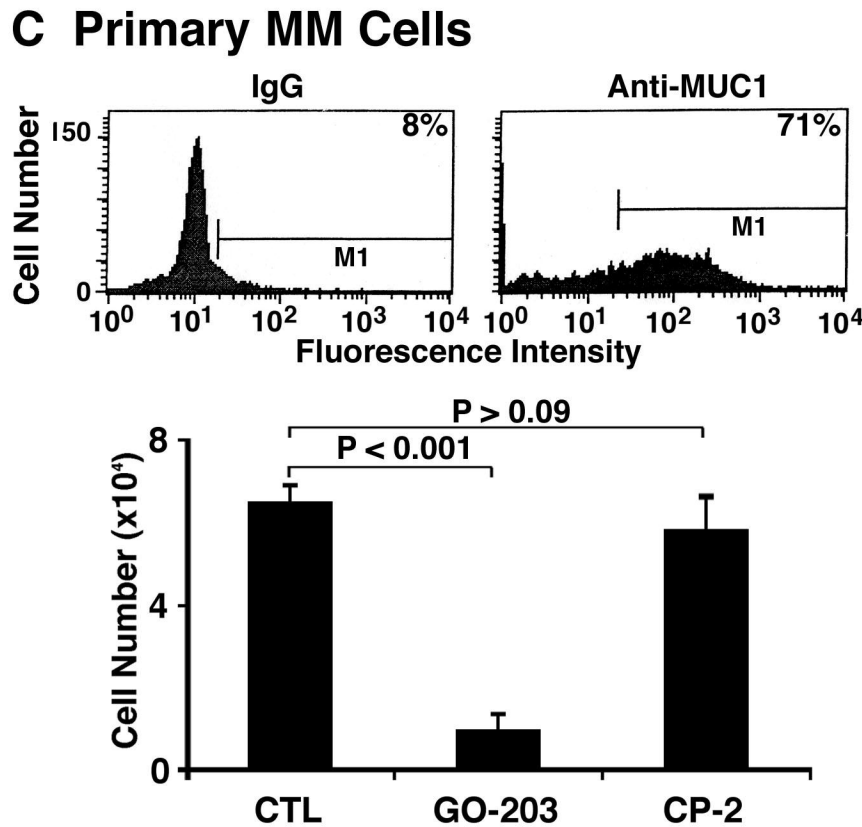 C Primary MM Cells
IgG
Anti-MUC1
Cell Number
150
0
8%
M1
71%
M1
10⁰ 10¹ 10² 10³ 10⁴
10⁰ 10¹ 10² 10³ 10⁴
Fluorescence Intensity
P > 0.09
P < 0.001
Cell Number (x10⁴)
8
4
0
CTL GO-203 CP-2